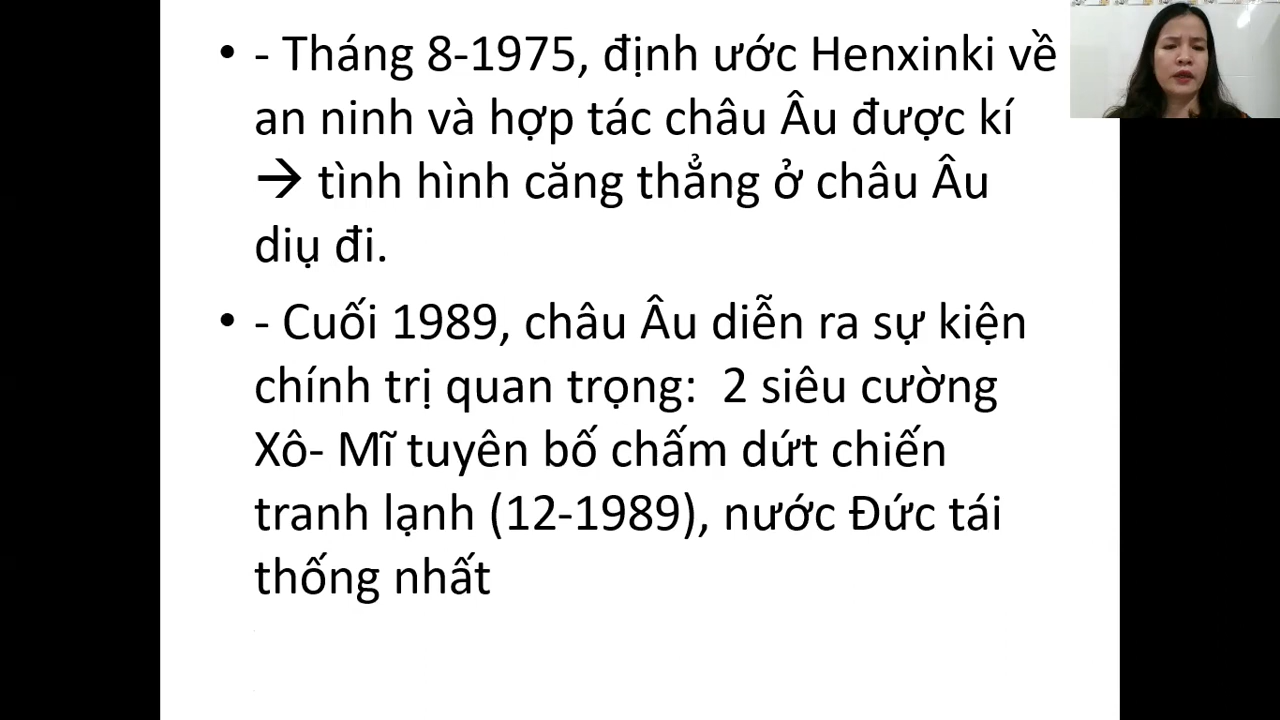 • - Tháng 8-1975, định ước Henxinki về
an ninh và hợp tác châu Âu được kí
→ tình hình căng thẳng ở châu Âu
diụ đi.
• - Cuối 1989, châu Âu diễn ra sự kiện
chính trị quan trọng:  2 siêu cường
Xô- Mĩ tuyên bố chấm dứt chiến
tranh lạnh (12-1989), nước Đức tái
thống nhất